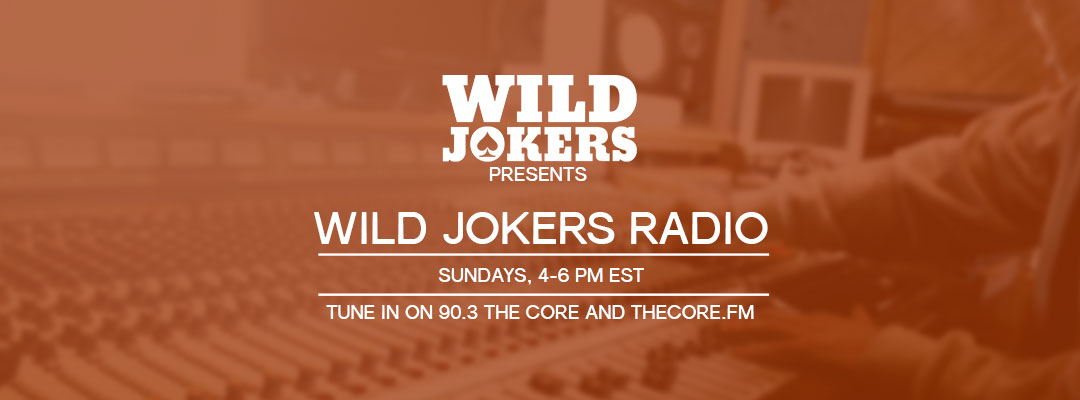 WILD
JOKERS
PRESENTS
WILD JOKERS RADIO
SUNDAYS, 4-6 PM EST
TUNE IN ON 90.3 THE CORE AND THECORE.FM